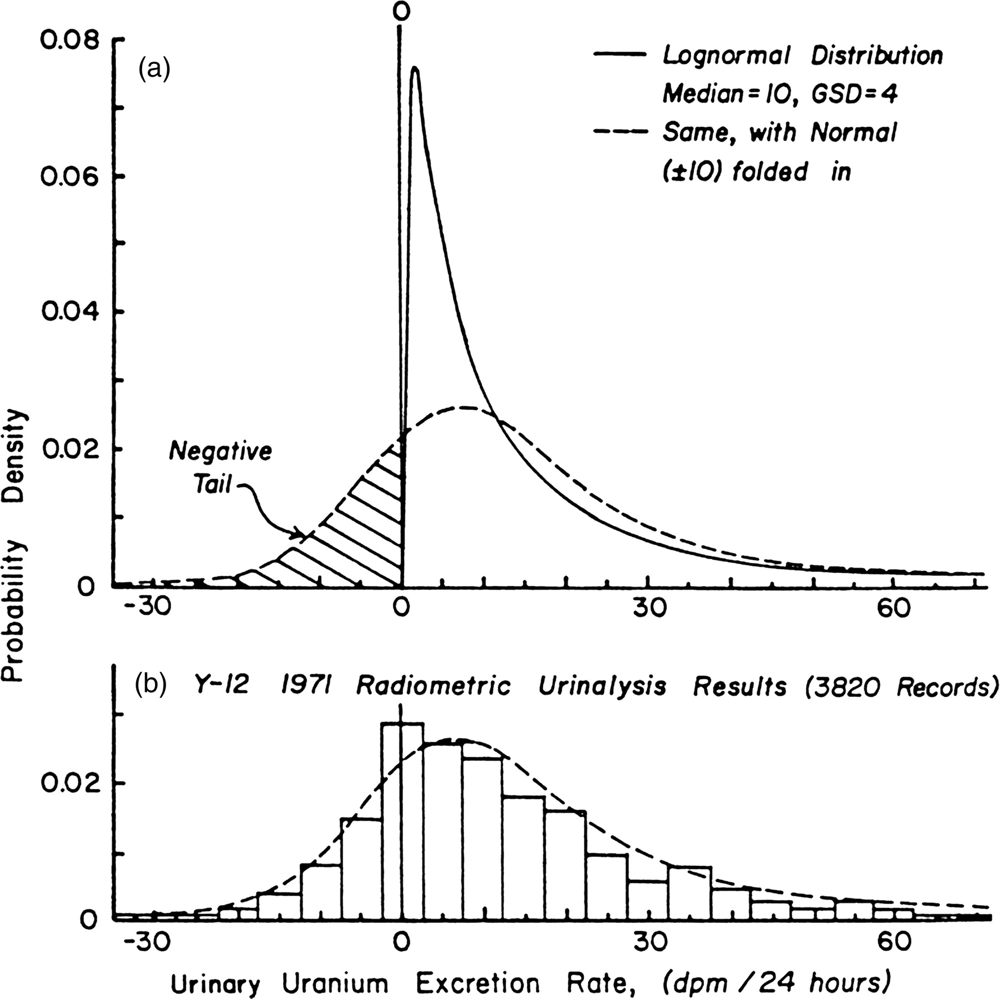 0
0.08
(a)
Lognormal Distribution
Median = 10, GSD = 4
Same, with Normal
(±10) folded in
0.06
0.04
0.02
Negative
Tail
0
-30 0 30 60
Probability Density
(b) Y-12 1971 Radiometric Urinalysis Results (3820 Records)
0.02
0
-30 0 30 60
Urinary Uranium Excretion Rate, (dpm / 24 hours)